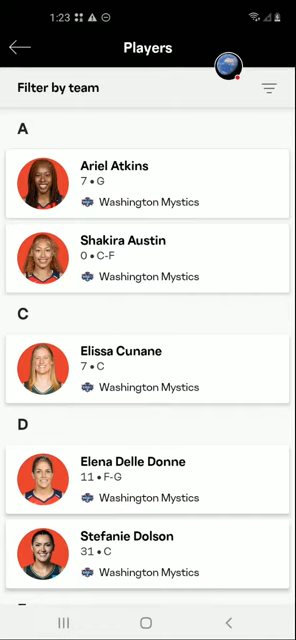 1:23
Players
Filter by team
A
Ariel Atkins
7 • G
Washington Mystics
Shakira Austin
0 • C-F
Washington Mystics
C
Elissa Cunane
7 • C
Washington Mystics
D
Elena Delle Donne
11 • F-G
Washington Mystics
Stefanie Dolson
31 • C
Washington Mystics